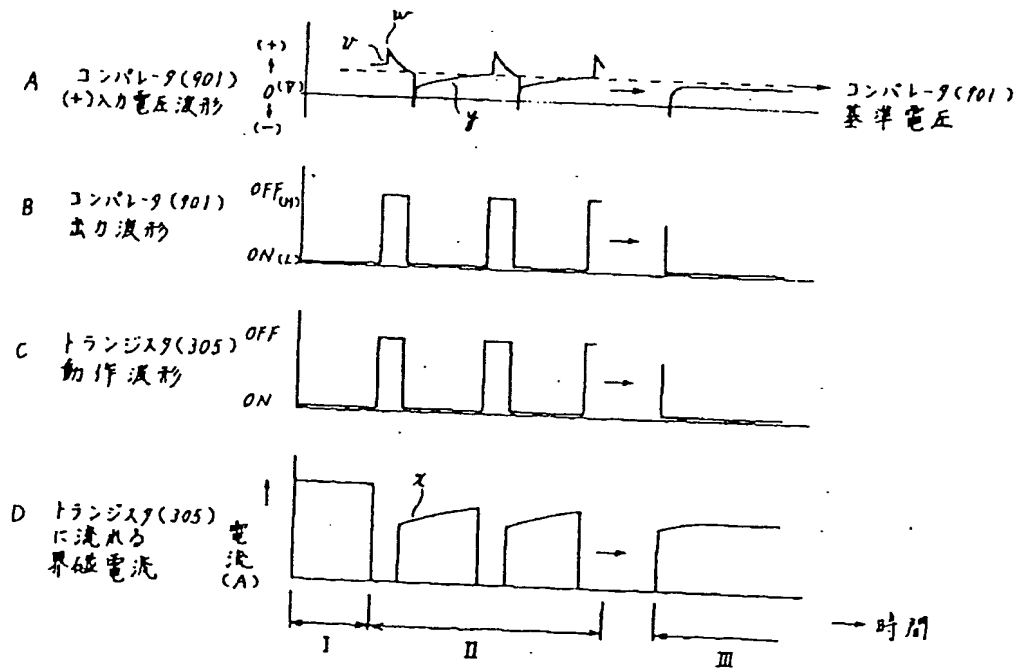 A
コンパレータ(901)
(+)入力電圧波形
(+)
↑
0(V)
↓
(-)
v
w
y
→
コンパレータ(901)
基準電圧
B
コンパレータ(901)
出力波形
OFF(H)
ON(L)
→
C
トランジスタ(305)
動作波形
OFF
ON
→
D
トランジスタ(305)
に流れる
界磁電流
電流
(A)
↑
x
→
I
II
III
→ 時間